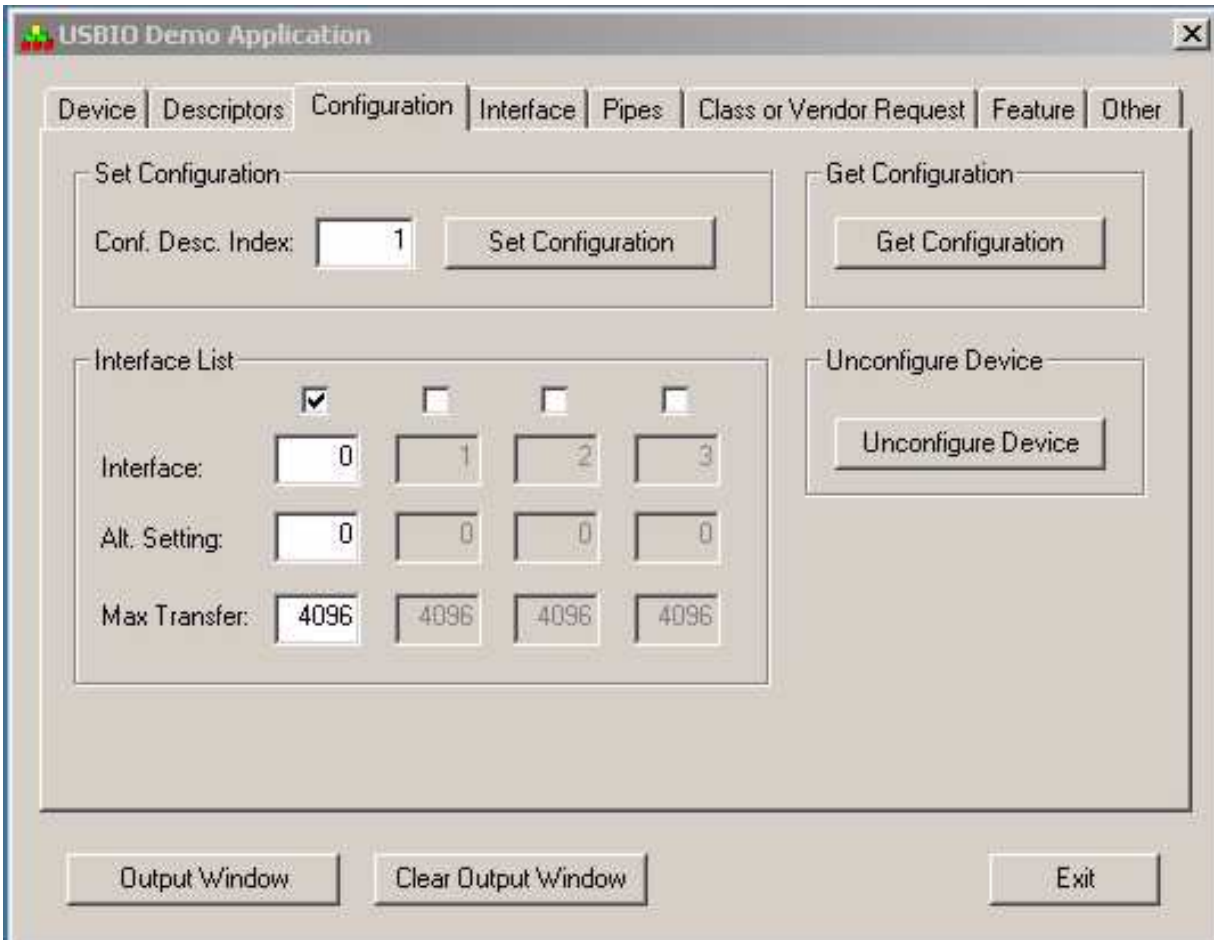 USBIO Demo Application
Device Descriptors Configuration Interface Pipes Class or Vendor Request Feature Other
Set Configuration
Conf. Desc. Index: 1 Set Configuration
Get Configuration
Get Configuration
Interface List
Interface: 0 1 2 3
Alt. Setting: 0 0 0 0
Max Transfer: 4096 4096 4096 4096
Unconfigure Device
Unconfigure Device
Output Window Clear Output Window Exit